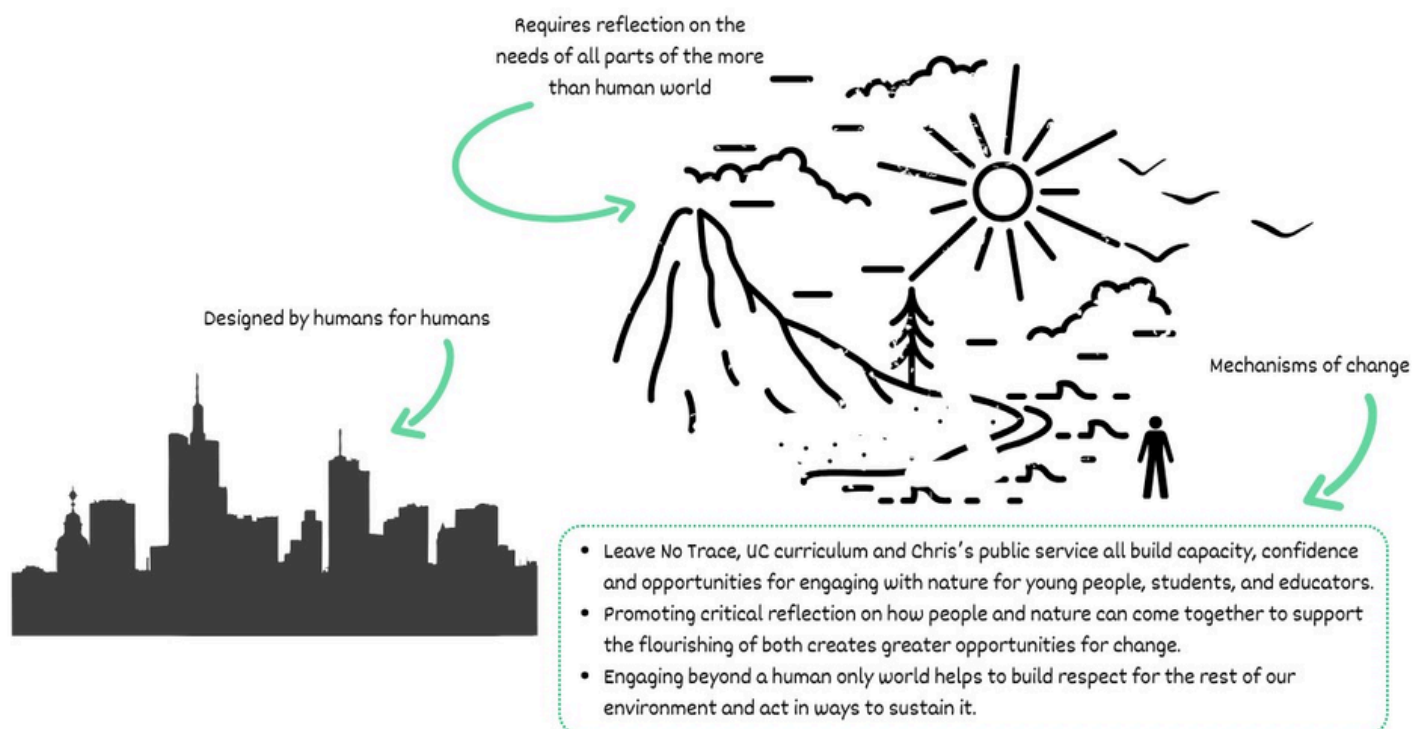 Requires reflection on the
needs of all parts of the more
than human world
Designed by humans for humans
Mechanisms of change
• Leave No Trace, UC curriculum and Chris's public service all build capacity, confidence
and opportunities for engaging with nature for young people, students, and educators.
• Promoting critical reflection on how people and nature can come together to support
the flourishing of both creates greater opportunities for change.
• Engaging beyond a human only world helps to build respect for the rest of our
environment and act in ways to sustain it.